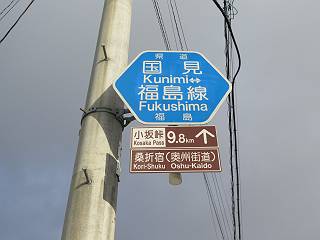 県道
国見
Kunimi⇔
福島線
Fukushima
福島
小坂峠
Kosaka Pass
9.8km ↑
桑折宿(奥州街道)
Kori-Shuku Oshu-Kaido